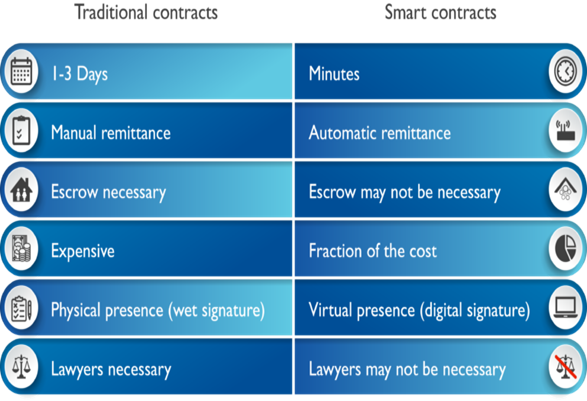 Traditional contracts
Smart contracts
1-3 Days
Minutes
Manual remittance
Automatic remittance
Escrow necessary
Escrow may not be necessary
Expensive
Fraction of the cost
Physical presence (wet signature)
Virtual presence (digital signature)
Lawyers necessary
Lawyers may not be necessary